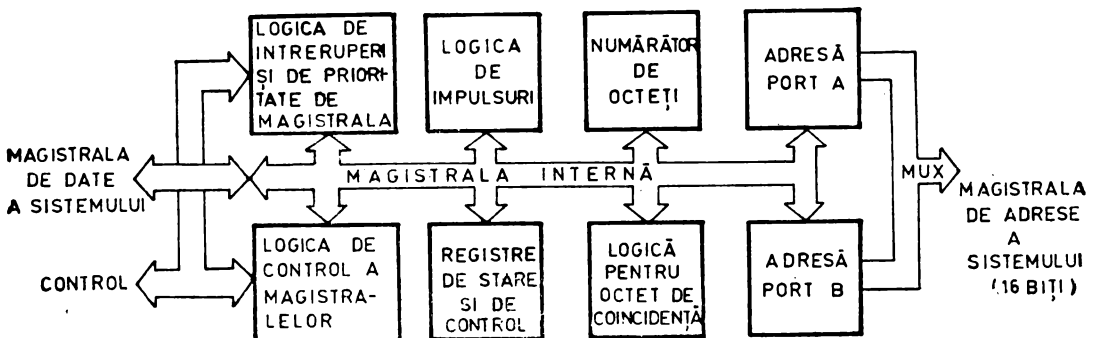 LOGICA DE
INTRERUPERI
ȘI DE PRIORI-
TATE DE
MAGISTRALA
LOGICA
DE
IMPULSURI
NUMĂRĂTOR
DE
OCTEȚI
ADRESĂ
PORT A
MAGISTRALA
DE DATE
A SISTEMULUI
MAGISTRALA INTERNĂ
MUX
MAGISTRALA
DE ADRESE
A
SISTEMULUI
(16 BIȚI)
CONTROL
LOGICA DE
CONTROL A
MAGISTRA-
LELOR
REGISTRE
DE STARE
SI DE
CONTROL
LOGICĂ
PENTRU
OCTET DE
COINCIDENȚĂ
ADRESĂ
PORT B